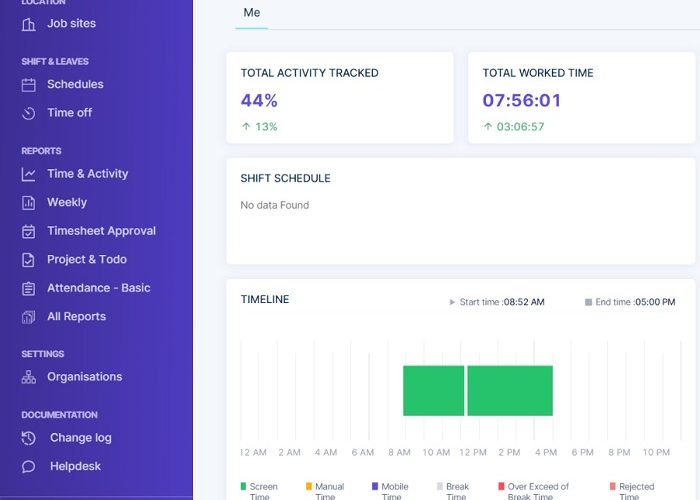 LOCATION
Job sites
SHIFT & LEAVES
Schedules
Time off
REPORTS
Time & Activity
Weekly
Timesheet Approval
Project & Todo
Attendance - Basic
All Reports
SETTINGS
Organisations
DOCUMENTATION
Change log
Helpdesk
Me
TOTAL ACTIVITY TRACKED
44%
↑ 13%
TOTAL WORKED TIME
07:56:01
↑ 03:06:57
SHIFT SCHEDULE
No data Found
TIMELINE
Start time :08:52 AM
End time :05:00 PM
12 AM 2 AM 4 AM 6 AM 8 AM 10 AM 12 PM 2 PM 4 PM 6 PM 8 PM 10 PM
Screen Time
Manual Time
Mobile Time
Break Time
Over Exceed of Break Time
Rejected Time